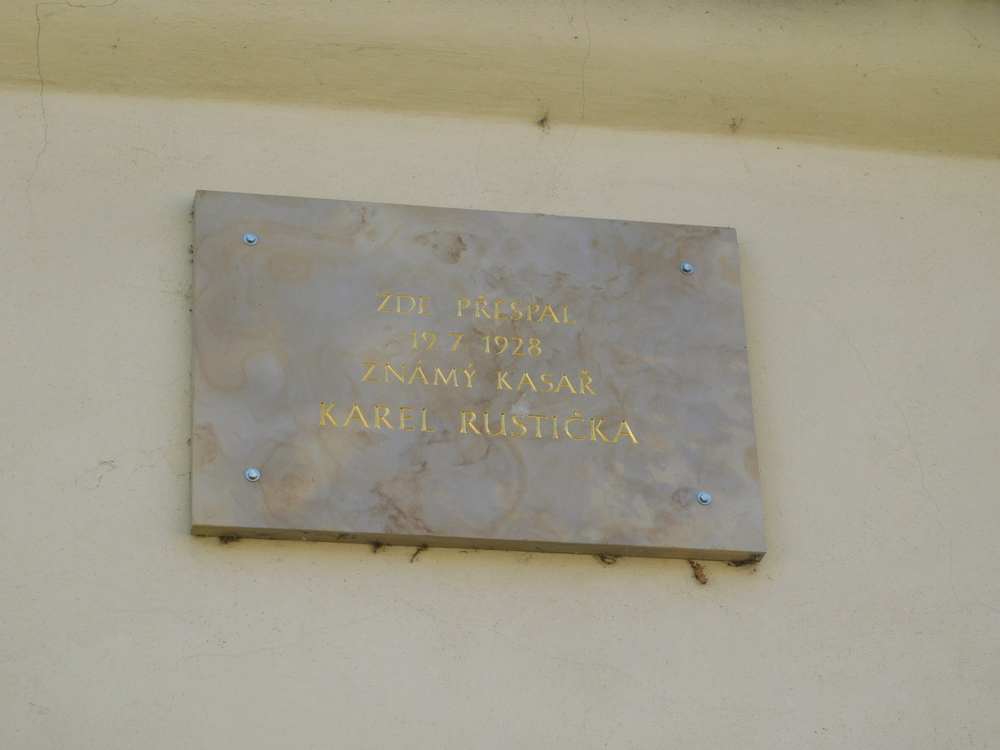 ZDE PŘESPAL
19.7 1928
ZNÁMÝ KASAŘ
KAREL RUSTIČKA